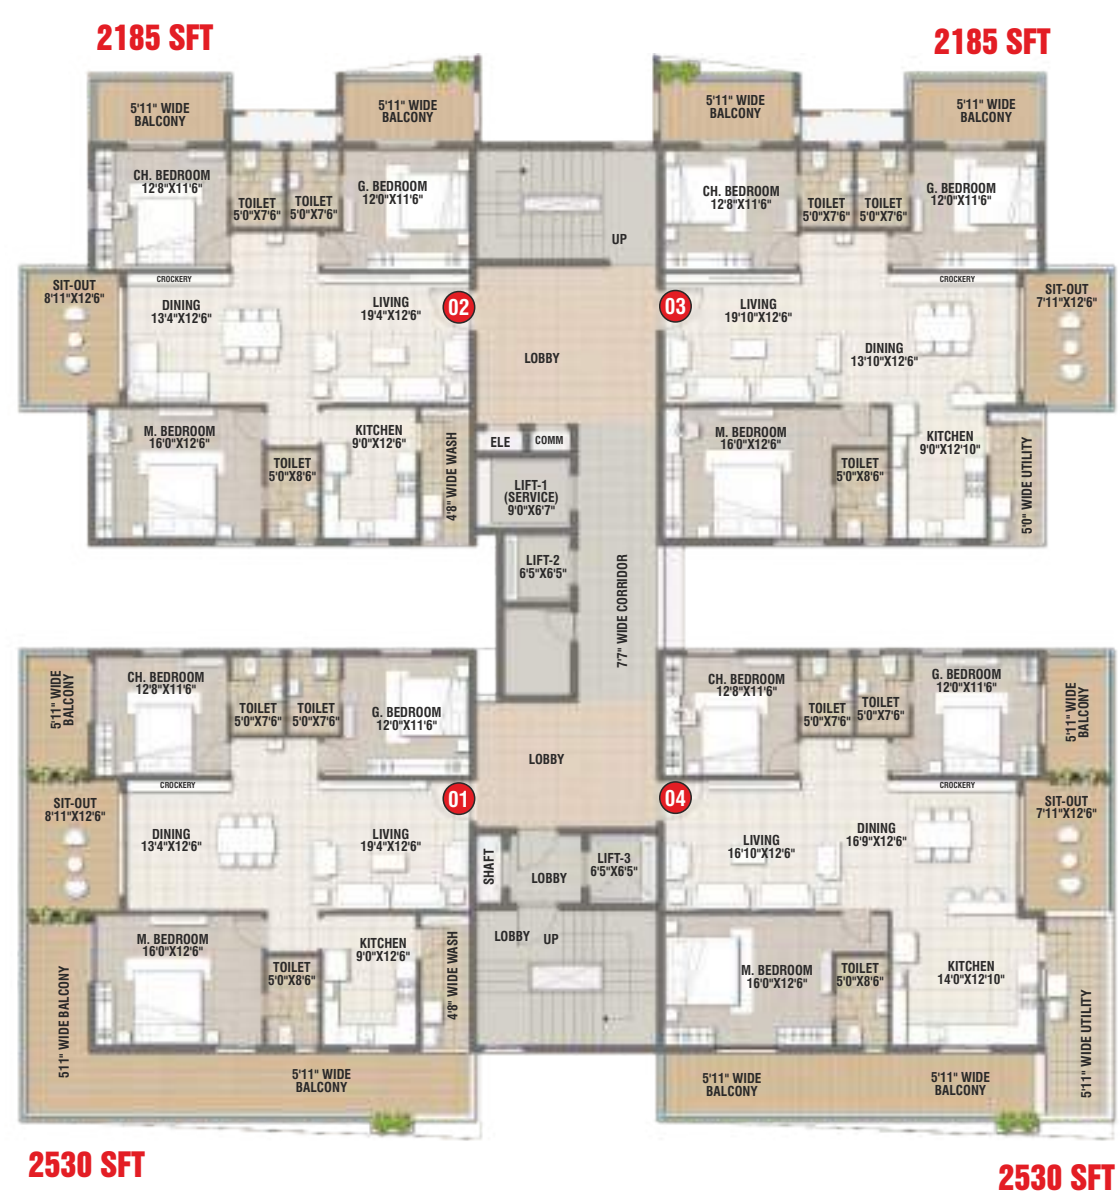 2185 SFT
2185 SFT
5'11" WIDE
BALCONY
5'11" WIDE
BALCONY
5'11" WIDE
BALCONY
5'11" WIDE
BALCONY
CH. BEDROOM
12'8"X11'6"
TOILET
5'0"X7'6"
TOILET
5'0"X7'6"
G. BEDROOM
12'0"X11'6"
UP
CH. BEDROOM
12'8"X11'6"
TOILET
5'0"X7'6"
TOILET
5'0"X7'6"
G. BEDROOM
12'0"X11'6"
SIT-OUT
8'11"X12'6"
CROCKERY
DINING
13'4"X12'6"
LIVING
19'4"X12'6"
02
LOBBY
03
LIVING
19'10"X12'6"
CROCKERY
DINING
13'10"X12'6"
SIT-OUT
7'11"X12'6"
M. BEDROOM
16'0"X12'6"
TOILET
5'0"X8'6"
KITCHEN
9'0"X12'6"
4'8" WIDE WASH
ELE
COMM
LIFT-1
(SERVICE)
9'0"X6'7"
LIFT-2
6'5"X6'5"
7'7" WIDE CORRIDOR
M. BEDROOM
16'0"X12'6"
TOILET
5'0"X8'6"
KITCHEN
9'0"X12'10"
5'0" WIDE UTILITY
5'11" WIDE
BALCONY
CH. BEDROOM
12'8"X11'6"
TOILET
5'0"X7'6"
TOILET
5'0"X7'6"
G. BEDROOM
12'0"X11'6"
LOBBY
CH. BEDROOM
12'8"X11'6"
TOILET
5'0"X7'6"
TOILET
5'0"X7'6"
G. BEDROOM
12'0"X11'6"
5'11" WIDE
BALCONY
SIT-OUT
8'11"X12'6"
CROCKERY
DINING
13'4"X12'6"
LIVING
19'4"X12'6"
01
04
LIVING
16'10"X12'6"
DINING
16'9"X12'6"
CROCKERY
SIT-OUT
7'11"X12'6"
SHAFT
LOBBY
LIFT-3
6'5"X6'5"
LOBBY
UP
511" WIDE BALCONY
M. BEDROOM
16'0"X12'6"
TOILET
5'0"X8'6"
KITCHEN
9'0"X12'6"
4'8" WIDE WASH
M. BEDROOM
16'0"X12'6"
TOILET
5'0"X8'6"
KITCHEN
14'0"X12'10"
5'11" WIDE UTILITY
5'11" WIDE
BALCONY
5'11" WIDE
BALCONY
5'11" WIDE
BALCONY
2530 SFT
2530 SFT